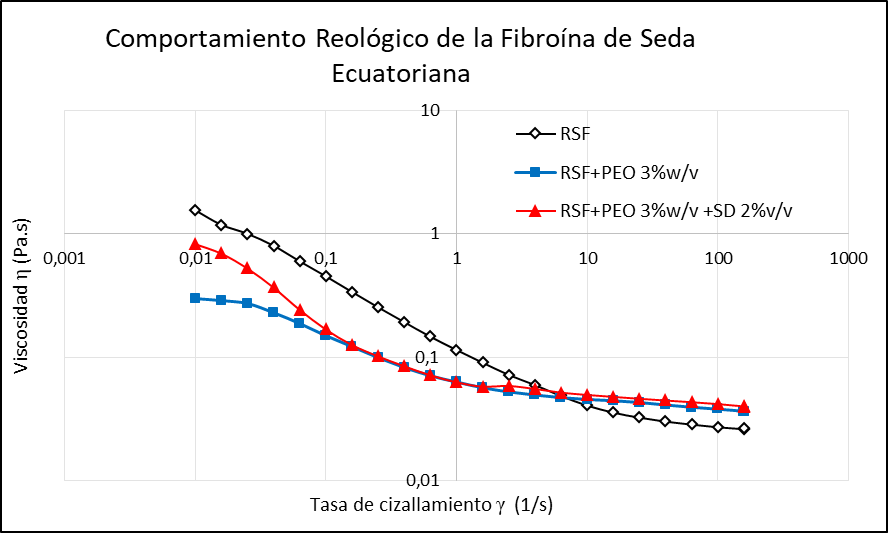 Comportamiento Reológico de la Fibroína de Seda
Ecuatoriana
10
RSF
RSF+PEO 3%w/v
RSF+PEO 3%w/v +SD 2%v/v
1
0,001
0,01
0,1
1
10
100
1000
0,1
0,01
Viscosidad η (Pa.s)
Tasa de cizallamiento γ (1/s)